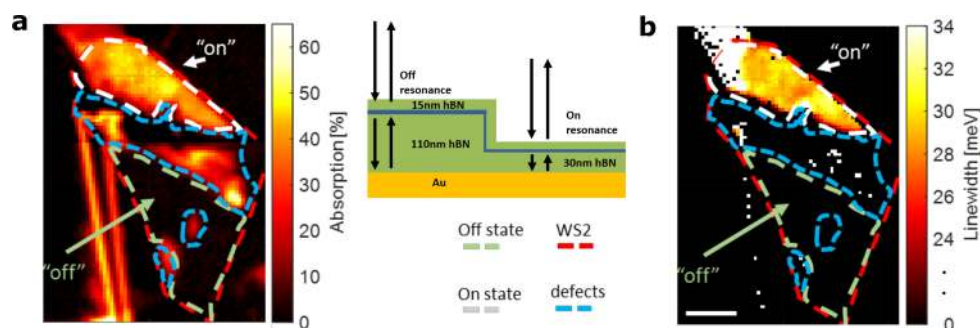 a
"on"
"off"
60
50
40
30
20
10
0
Absorption [%]
Off
resonance
15nm hBN
110nm hBN
On
resonance
30nm hBN
Au
Off state
WS2
On state
defects
b
"on"
"off"
34
32
30
28
26
24
0
Linewidth [meV]